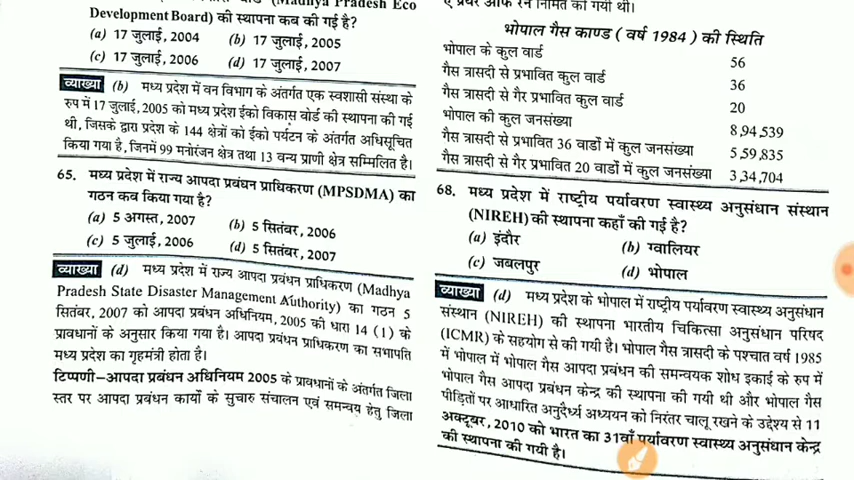 (Madhya Pradesh Eco
Development Board) की स्थापना कब की गई है?
(a) 17 जुलाई, 2004 (b) 17 जुलाई, 2005
(c) 17 जुलाई, 2006 (d) 17 जुलाई, 2007
व्याख्या (b) मध्य प्रदेश में वन विभाग के अंतर्गत एक स्वशासी संस्था के
रुप में 17 जुलाई, 2005 को मध्य प्रदेश ईको विकास बोर्ड की स्थापना की गई
थी, जिसके द्वारा प्रदेश के 144 क्षेत्रों को ईको पर्यटन के अंतर्गत अधिसूचित
किया गया है, जिनमें 99 मनोरंजन क्षेत्र तथा 13 वन्य प्राणी क्षेत्र सम्मिलित है।
65. मध्य प्रदेश में राज्य आपदा प्रबंधन प्राधिकरण (MPSDMA) का
गठन कब किया गया है?
(a) 5 अगस्त, 2007 (b) 5 सितंबर, 2006
(c) 5 जुलाई, 2006 (d) 5 सितंबर, 2007
व्याख्या (d) मध्य प्रदेश में राज्य आपदा प्रबंधन प्राधिकरण (Madhya
Pradesh State Disaster Management Authority) का गठन 5
सितंबर, 2007 को आपदा प्रबंधन अधिनियम, 2005 की धारा 14 (1) के
प्रावधानों के अनुसार किया गया है। आपदा प्रबंधन प्राधिकरण का सभापति
मध्य प्रदेश का गृहमंत्री होता है।
टिप्पणी–आपदा प्रबंधन अधिनियम 2005 के प्रावधानों के अंतर्गत जिला
स्तर पर आपदा प्रबंधन कार्यों के सुचारु संचालन एवं समन्वय हेतु जिला
निर्मित की गयी थी।
भोपाल गैस काण्ड ( वर्ष 1984 ) की स्थिति
भोपाल के कुल वार्ड 56
गैस त्रासदी से प्रभावित कुल वार्ड 36
गैस त्रासदी से गैर प्रभावित कुल वार्ड 20
भोपाल की कुल जनसंख्या 8,94,539
गैस त्रासदी से प्रभावित 36 वार्डो में कुल जनसंख्या 5,59,835
गैस त्रासदी से गैर प्रभावित 20 वार्डो में कुल जनसंख्या 3,34,704
68. मध्य प्रदेश में राष्ट्रीय पर्यावरण स्वास्थ्य अनुसंधान संस्थान
(NIREH) की स्थापना कहाँ की गई है?
(a) इंदौर (b) ग्वालियर
(c) जबलपुर (d) भोपाल
व्याख्या (d) मध्य प्रदेश के भोपाल में राष्ट्रीय पर्यावरण स्वास्थ्य अनुसंधान
संस्थान (NIREH) की स्थापना भारतीय चिकित्सा अनुसंधान परिषद
(ICMR) के सहयोग से की गयी है। भोपाल गैस त्रासदी के पश्चात वर्ष 1985
में भोपाल में भोपाल गैस आपदा प्रबंधन की समन्वयक शोध इकाई के रुप में
भोपाल गैस आपदा प्रबंधन केन्द्र की स्थापना की गयी थी और भोपाल गैस
पीड़ितों पर आधारित अनुदैर्ध्य अध्ययन को निरंतर चालू रखने के उद्देश्य से 11
अक्टूबर, 2010 को भारत का 31वाँ पर्यावरण स्वास्थ्य अनुसंधान केन्द्र
की स्थापना की गयी है।